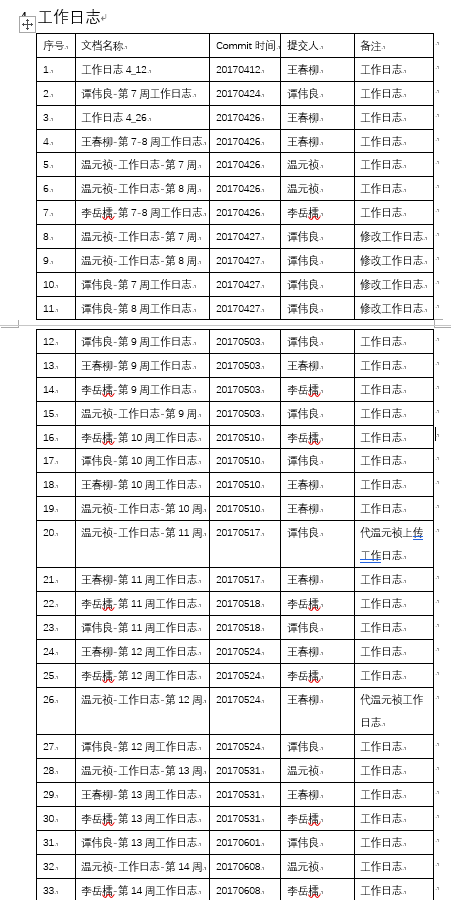 工作日志
序号 文档名称 Commit 时间 提交人 备注
1. 工作日志 4_12 20170412 王春柳 工作日志
2. 谭伟良-第 7 周工作日志 20170424 谭伟良 工作日志
3. 工作日志 4_26 20170426 王春柳 工作日志
4. 王春柳-第 7-8 周工作日志 20170426 王春柳 工作日志
5. 温元祯-工作日志-第 7 周 20170426 温元祯 工作日志
6. 温元祯-工作日志-第 8 周 20170426 温元祯 工作日志
7. 李岳檑-第 7-8 周工作日志 20170426 李岳檑 工作日志
8. 温元祯-工作日志-第 7 周 20170427 谭伟良 修改工作日志
9. 温元祯-工作日志-第 8 周 20170427 谭伟良 修改工作日志
10. 谭伟良-第 7 周工作日志 20170427 谭伟良 修改工作日志
11. 谭伟良-第 8 周工作日志 20170427 谭伟良 修改工作日志
12. 谭伟良-第 9 周工作日志 20170503 谭伟良 工作日志
13. 王春柳-第 9 周工作日志 20170503 王春柳 工作日志
14. 李岳檑-第 9 周工作日志 20170503 李岳檑 工作日志
15. 温元祯-工作日志-第 9 周 20170503 谭伟良 工作日志
16. 李岳檑-第 10 周工作日志 20170510 李岳檑 工作日志
17. 谭伟良-第 10 周工作日志 20170510 谭伟良 工作日志
18. 王春柳-第 10 周工作日志 20170510 王春柳 工作日志
19. 温元祯-工作日志-第 10 周 20170510 王春柳 工作日志
20. 温元祯-工作日志-第 11 周 20170517 谭伟良 代温元祯上传
工作日志
21. 王春柳-第 11 周工作日志 20170517 王春柳 工作日志
22. 李岳檑-第 11 周工作日志 20170518 李岳檑 工作日志
23. 谭伟良-第 11 周工作日志 20170518 谭伟良 工作日志
24. 王春柳-第 12 周工作日志 20170524 王春柳 工作日志
25. 李岳檑-第 12 周工作日志 20170524 李岳檑 工作日志
26. 温元祯-工作日志-第 12 周 20170524 王春柳 代温元祯工作
日志
27. 谭伟良-第 12 周工作日志 20170524 谭伟良 工作日志
28. 温元祯-工作日志-第 13 周 20170531 温元祯 工作日志
29. 王春柳-第 13 周工作日志 20170531 王春柳 工作日志
30. 李岳檑-第 13 周工作日志 20170531 李岳檑 工作日志
31. 谭伟良-第 13 周工作日志 20170601 谭伟良 工作日志
32. 温元祯-工作日志-第 14 周 20170608 温元祯 工作日志
33. 李岳檑-第 14 周工作日志 20170608 李岳檑 工作日志